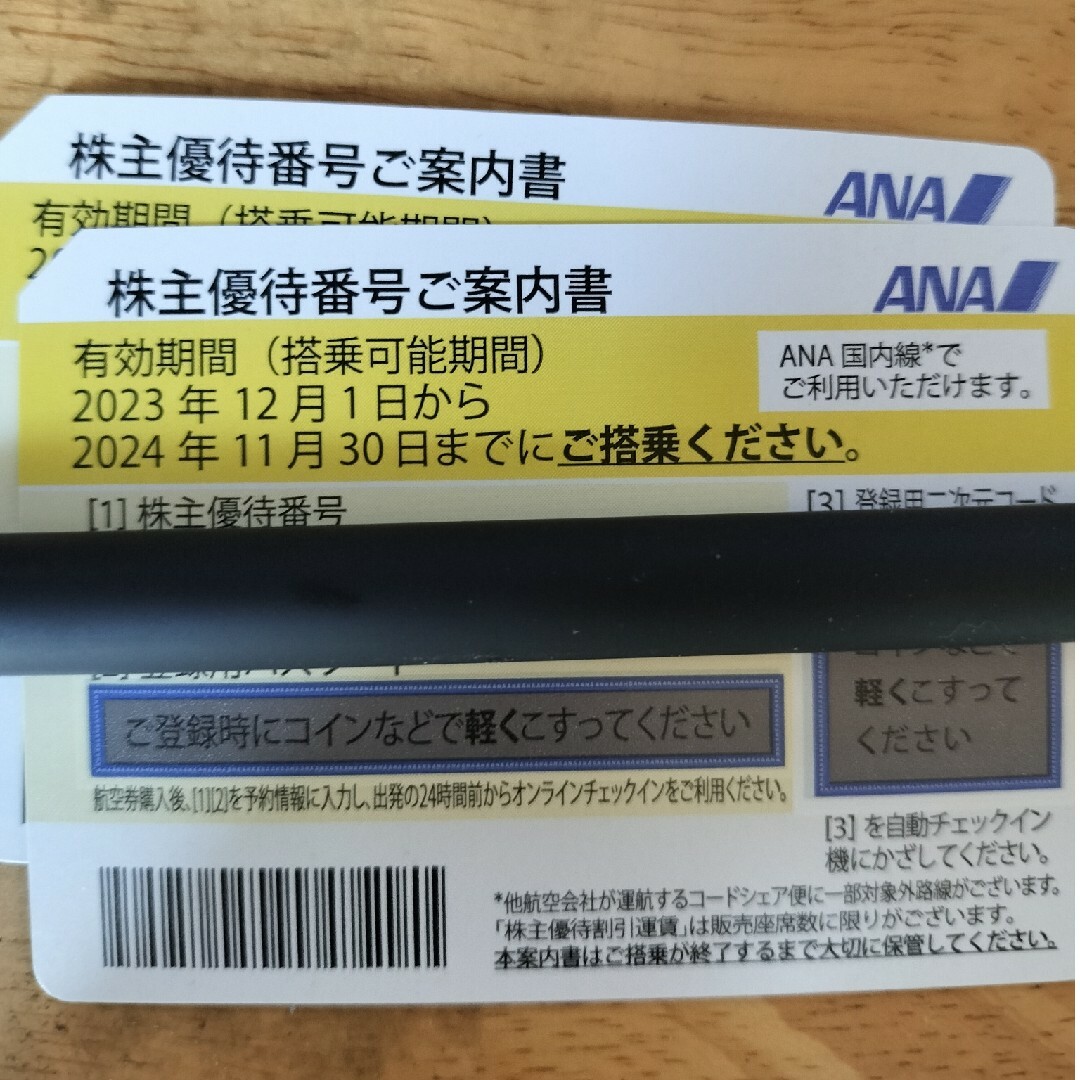 株主優待番号ご案内書
ANA
有効期間（搭乗可能期間）
株主優待番号ご案内書
ANA
有効期間（搭乗可能期間）
2023 年 12 月 1 日から
2024 年 11 月 30 日までにご搭乗ください。
ANA 国内線*で
ご利用いただけます。
[1] 株主優待番号
[3] 登録用二次元コード
ご登録時にコインなどで軽くこすってください
軽くこすって
ください
航空券購入後、[1][2]を予約情報に入力し、出発の24時間前からオンラインチェックインをご利用ください。
[3] を自動チェックイン
機にかざしてください。
*他航空会社が運航するコードシェア便に一部対象外路線がございます。
「株主優待割引運賃」は販売座席数に限りがございます。
本案内書はご搭乗が終了するまで大切に保管してください。